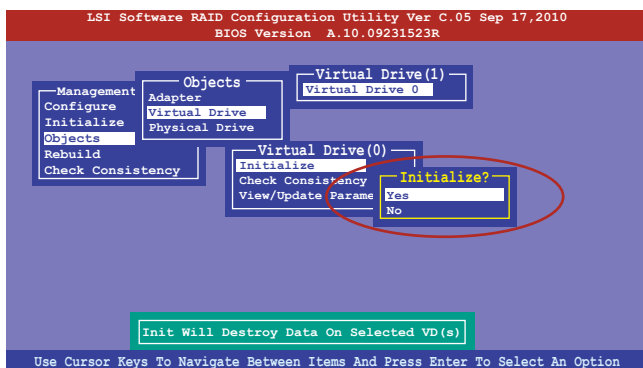 LSI Software RAID Configuration Utility Ver C.05 Sep 17,2010
BIOS Version A.10.09231523R
Management
Configure
Initialize
Objects
Rebuild
Check Consistency
Objects
Adapter
Virtual Drive
Physical Drive
Virtual Drive(1)
Virtual Drive 0
Virtual Drive(0)
Initialize
Check Consistency
View/Update Parame
Initialize?
Yes
No
Init Will Destroy Data On Selected VD(s)
Use Cursor Keys To Navigate Between Items And Press Enter To Select An Option